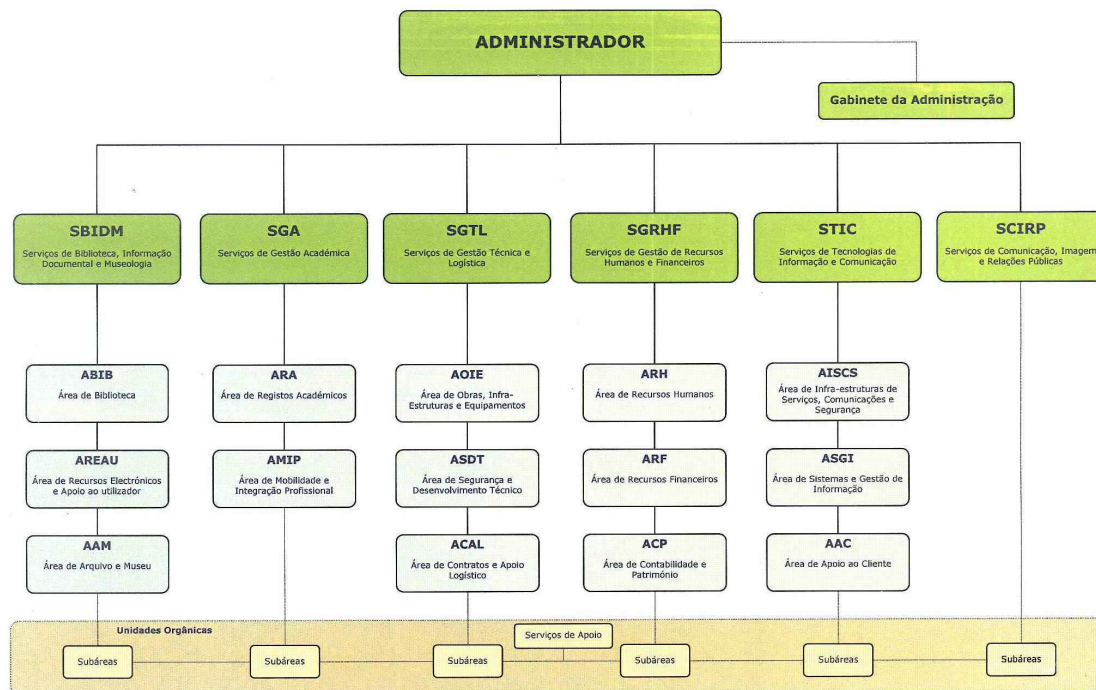 ADMINISTRADOR
Gabinete da Administração
SBIDM
Serviços de Biblioteca, Informação
Documental e Museologia
SGA
Serviços de Gestão Académica
SGTL
Serviços de Gestão Técnica e
Logística
SGRHF
Serviços de Gestão de Recursos
Humanos e Financeiros
STIC
Serviços de Tecnologias de
Informação e Comunicação
SCIRP
Serviços de Comunicação, Imagem
e Relações Públicas
ABIB
Área de Biblioteca
ARA
Área de Registos Académicos
AOIE
Área de Obras, Infra-
Estruturas e Equipamentos
ARH
Área de Recursos Humanos
AISCS
Área de Infra-estruturas de
Serviços, Comunicações e
Segurança
AREAU
Área de Recursos Electrónicos
e Apoio ao utilizador
AMIP
Área de Mobilidade e
Integração Profissional
ASDT
Área de Segurança e
Desenvolvimento Técnico
ARF
Área de Recursos Financeiros
ASGI
Área de Sistemas e Gestão de
Informação
AAM
Área de Arquivo e Museu
ACAL
Área de Contratos e Apoio
Logístico
ACP
Área de Contabilidade e
Património
AAC
Área de Apoio ao Cliente
Unidades Orgânicas
Serviços de Apoio
Subáreas
Subáreas
Subáreas
Subáreas
Subáreas
Subáreas